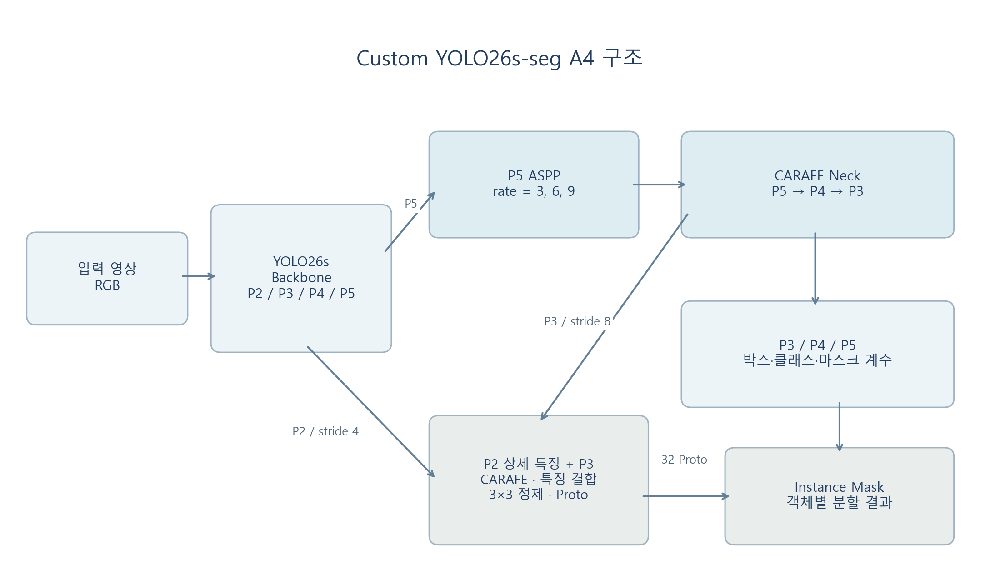 Custom YOLO26s-seg A4 구조
P5 ASPP
rate = 3, 6, 9
CARAFE Neck
P5 → P4 → P3
P5
입력 영상
RGB
YOLO26s
Backbone
P2 / P3 / P4 / P5
P3 / stride 8
P3 / P4 / P5
박스·클래스·마스크 계수
P2 / stride 4
P2 상세 특징 + P3
CARAFE · 특징 결합
3×3 정제 · Proto
32 Proto
Instance Mask
객체별 분할 결과